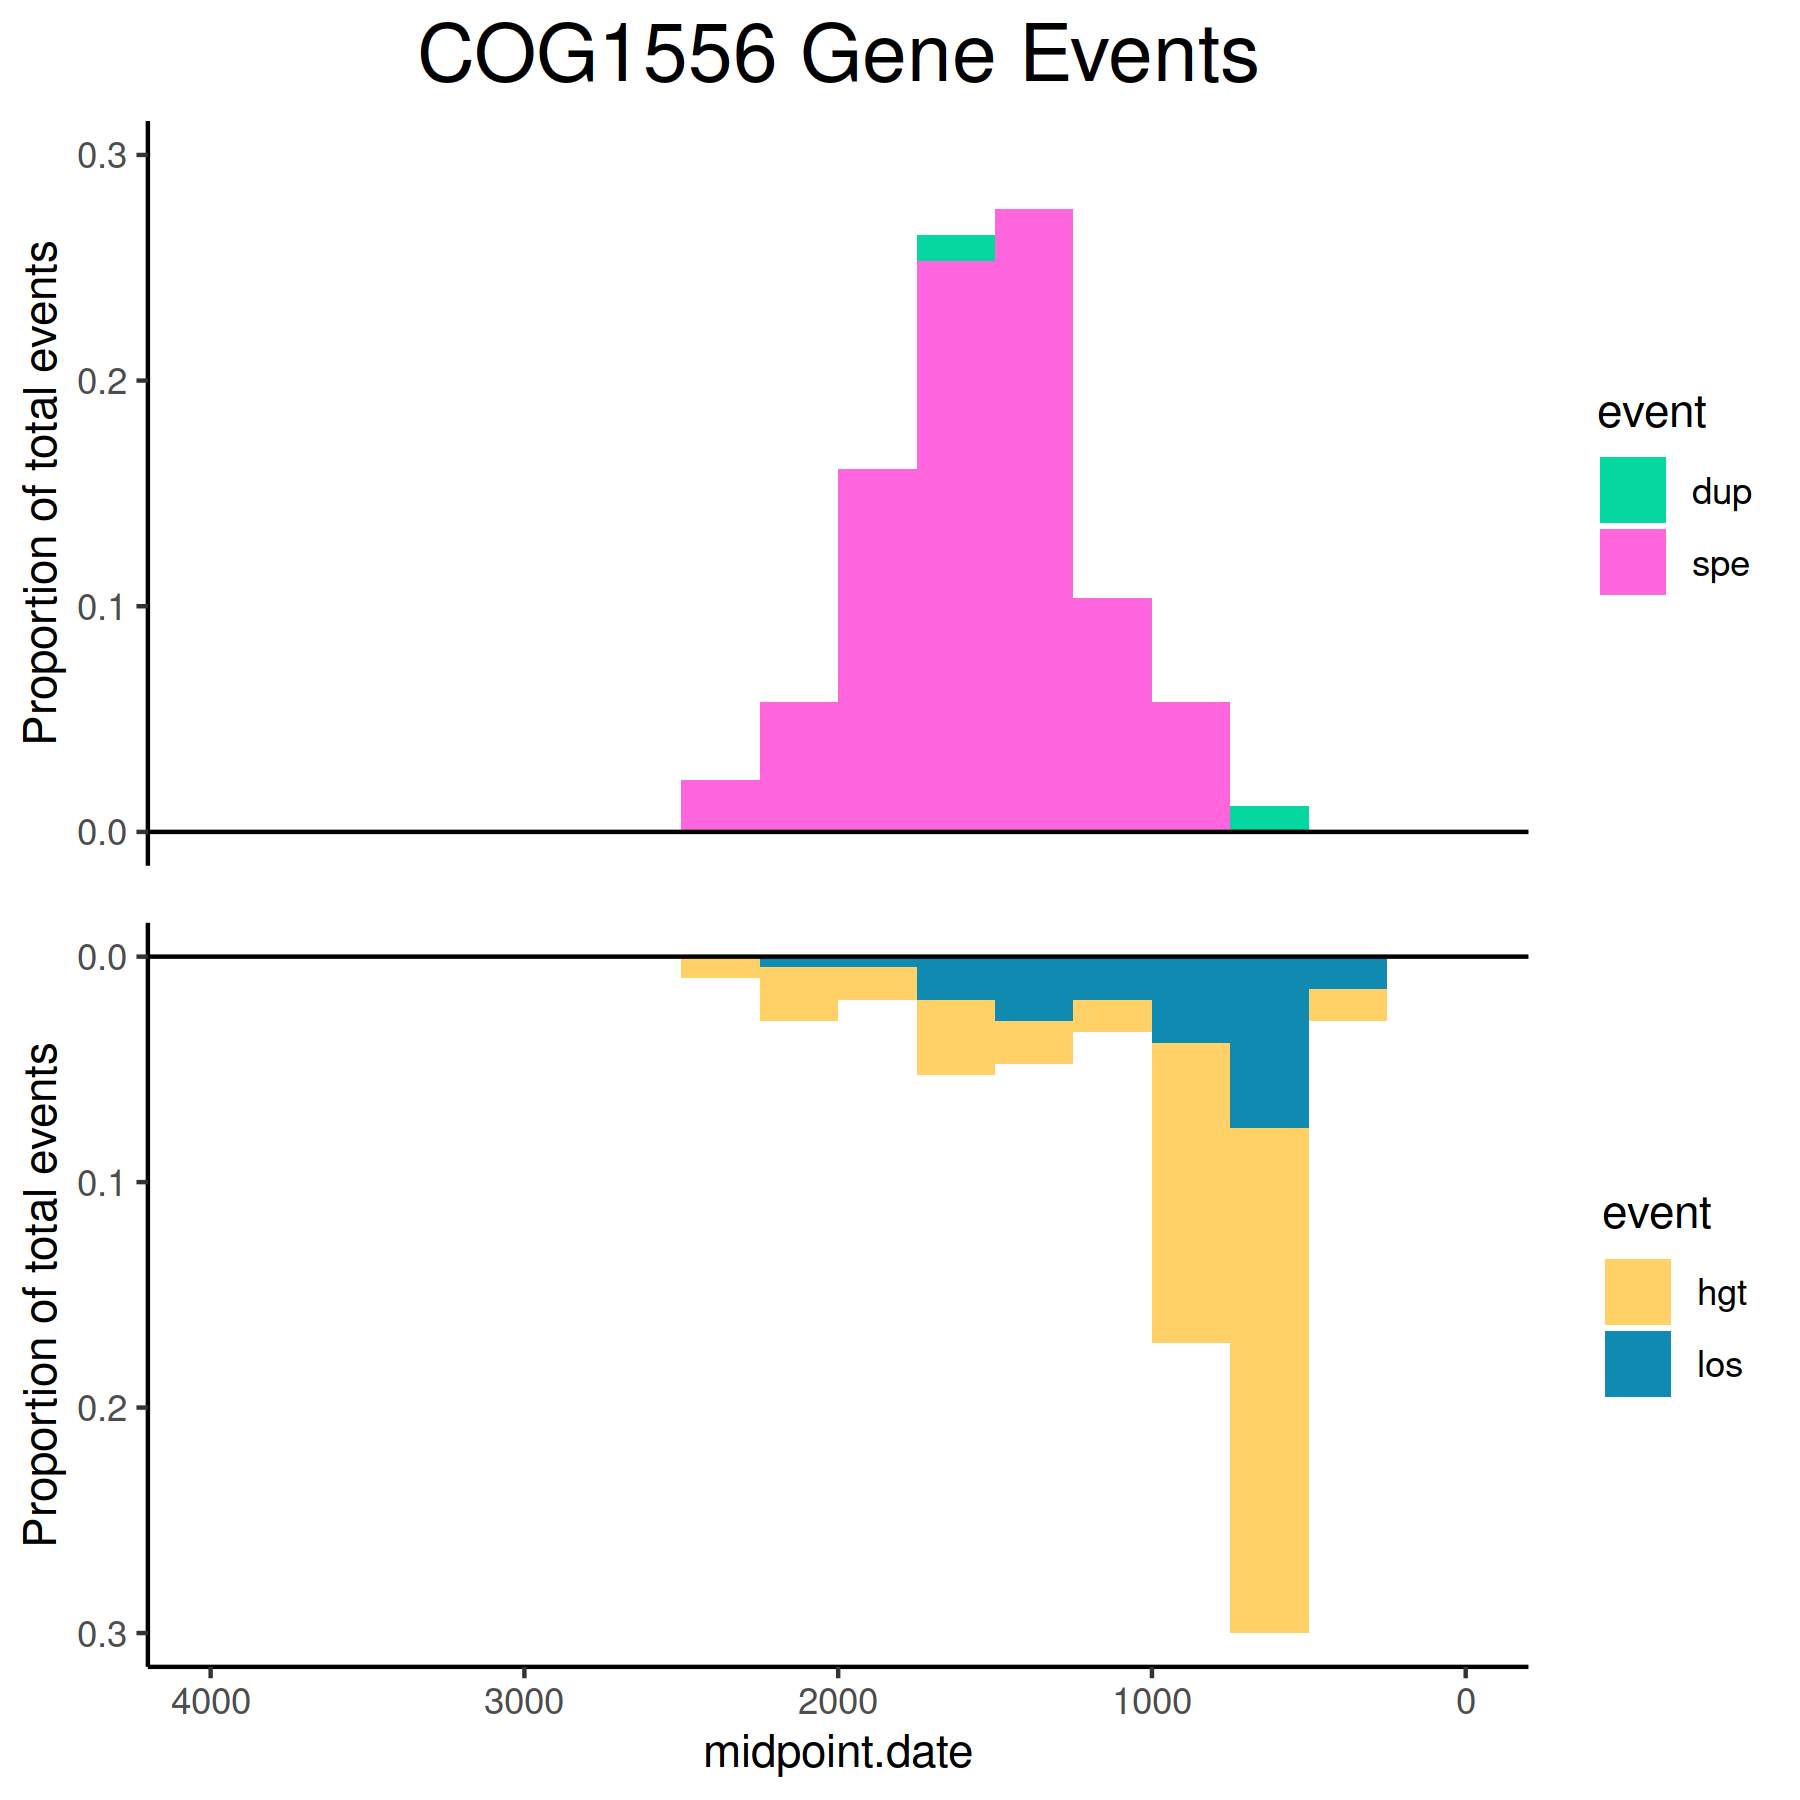 COG1556 Gene Events
Proportion of total events
0.3
0.2
0.1
0.0
event
dup
spe
Proportion of total events
0.0
0.1
0.2
0.3
event
hgt
los
4000 3000 2000 1000 0
midpoint.date